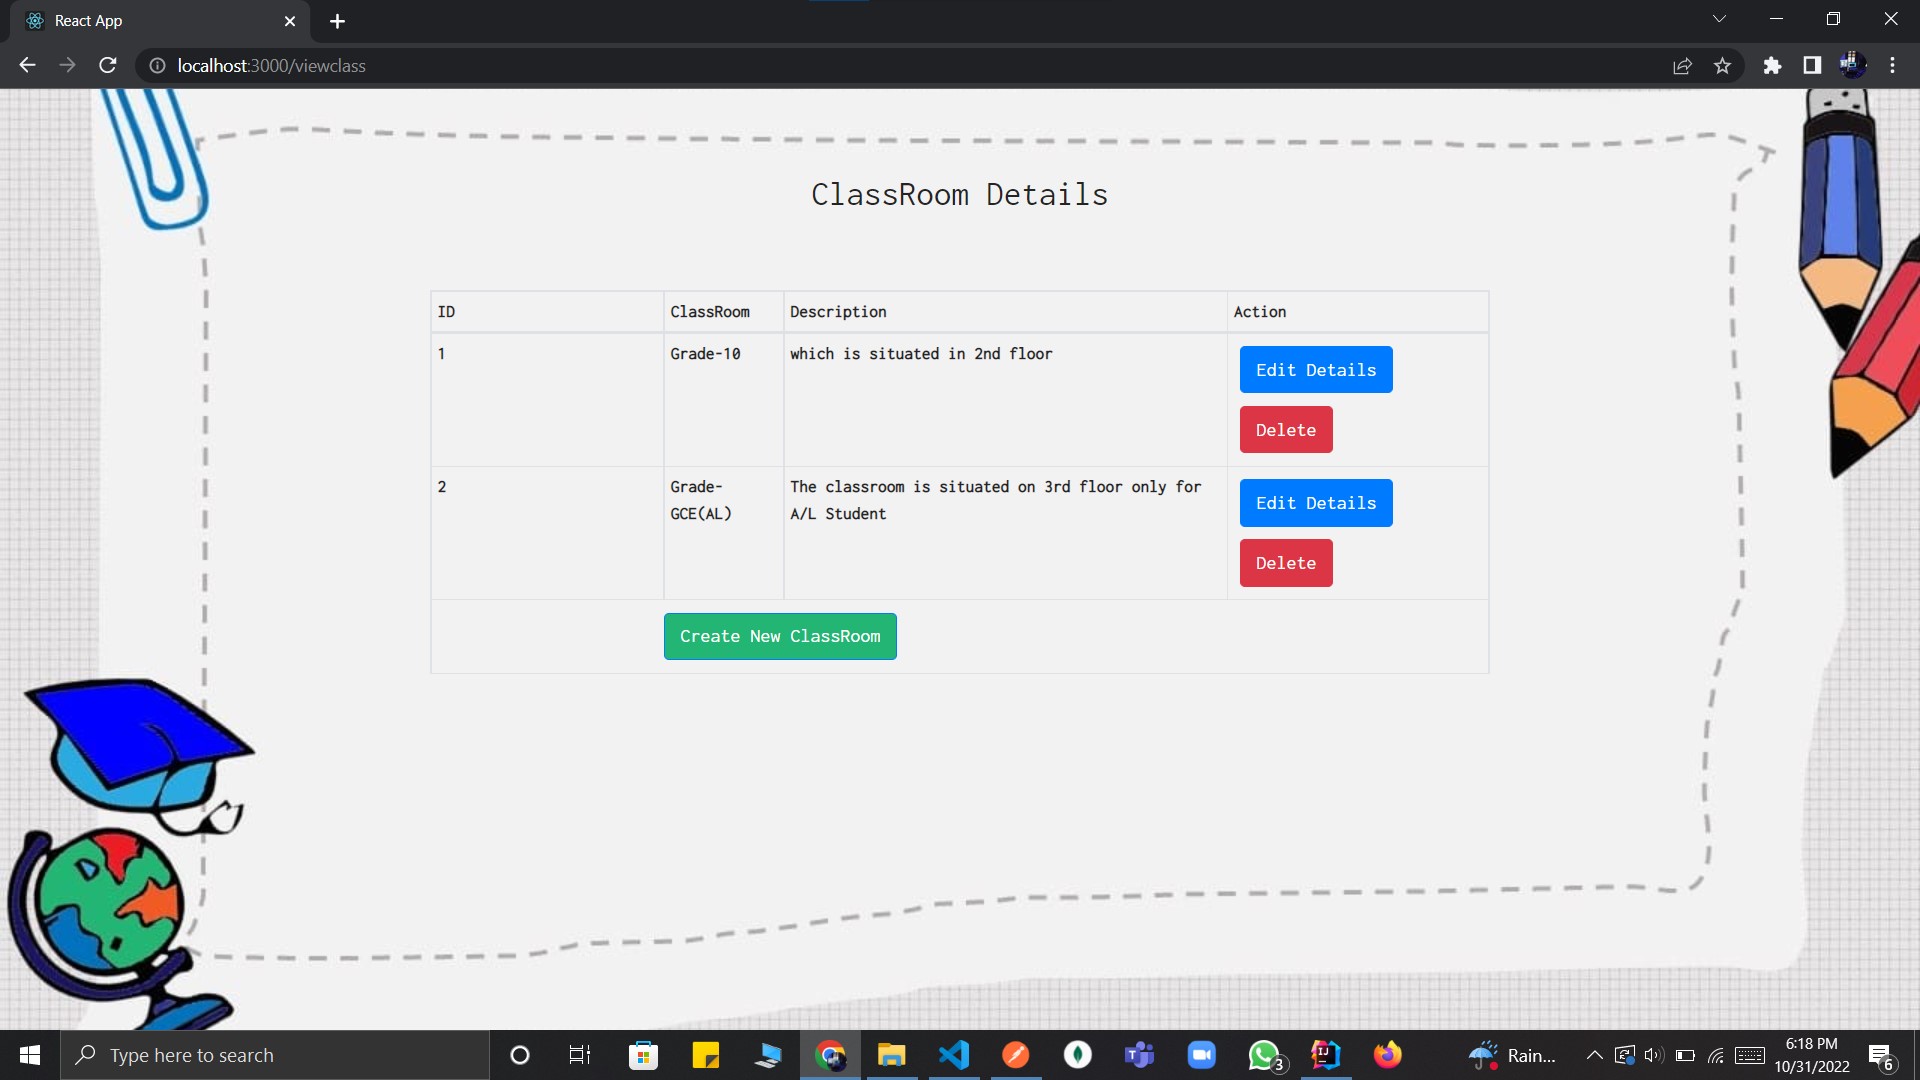 React App
localhost:3000/viewclass
ClassRoom Details
ID ClassRoom Description Action
1 Grade-10 which is situated in 2nd floor Edit Details
Delete
2 Grade- The classroom is situated on 3rd floor only for Edit Details
GCE(AL) A/L Student
Delete
Create New ClassRoom
Type here to search
3
Rain...
6:18 PM
10/31/2022
6